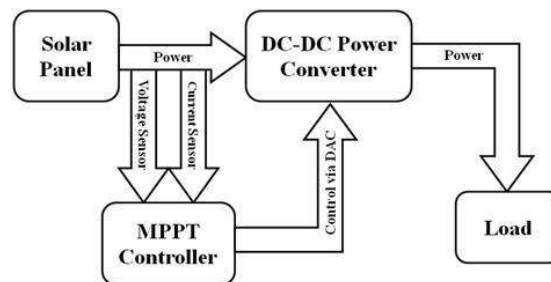 Solar
Panel
Power
DC-DC Power
Converter
Power
Voltage Sensor
Current Sensor
Control via DAC
MPPT
Controller
Load